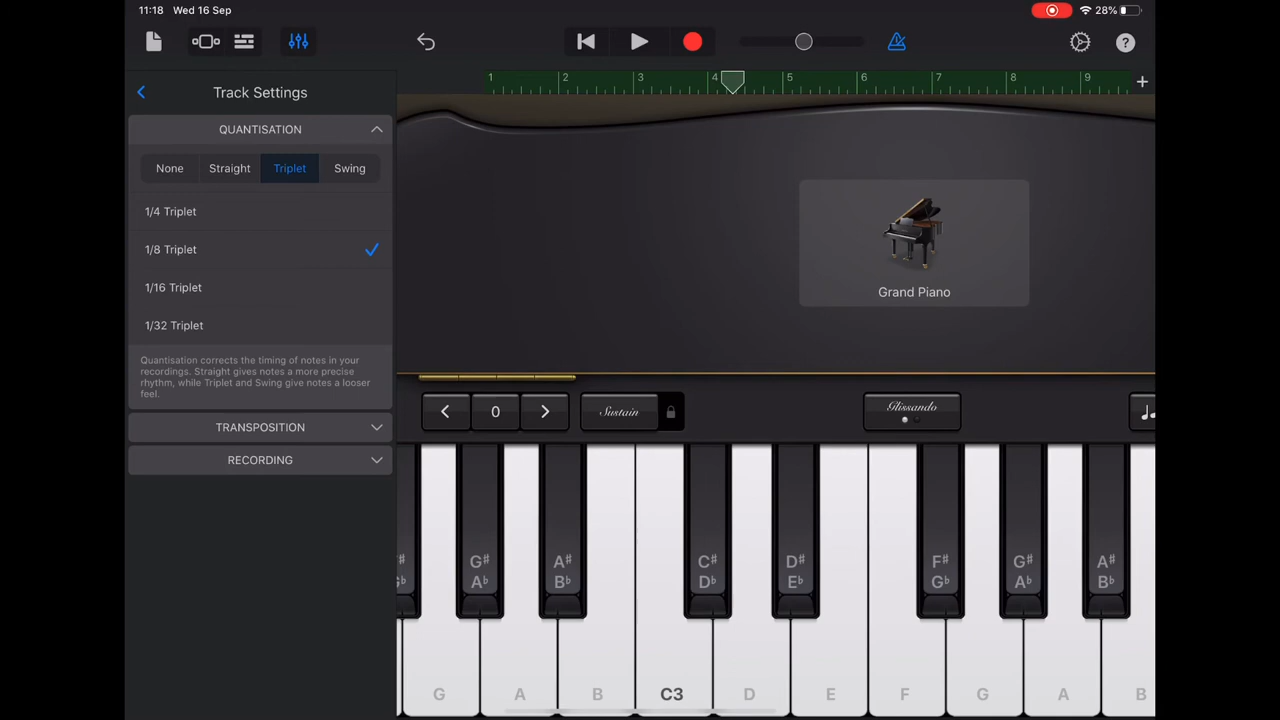 11:18 Wed 16 Sep
28%
?
1 2 3 4 5 6 7 8 9 +
Track Settings
QUANTISATION
None Straight Triplet Swing
1/4 Triplet
1/8 Triplet
1/16 Triplet
1/32 Triplet
Quantisation corrects the timing of notes in your
recordings. Straight gives notes a more precise
rhythm, while Triplet and Swing give notes a looser
feel.
TRANSPOSITION
RECORDING
Grand Piano
0 Sustain Glissando
G♯ A♯ C♯ D♯ F♯ G♯ A♯
A♭ B♭ D♭ E♭ G♭ A♭ B♭
G A B C3 D E F G A B